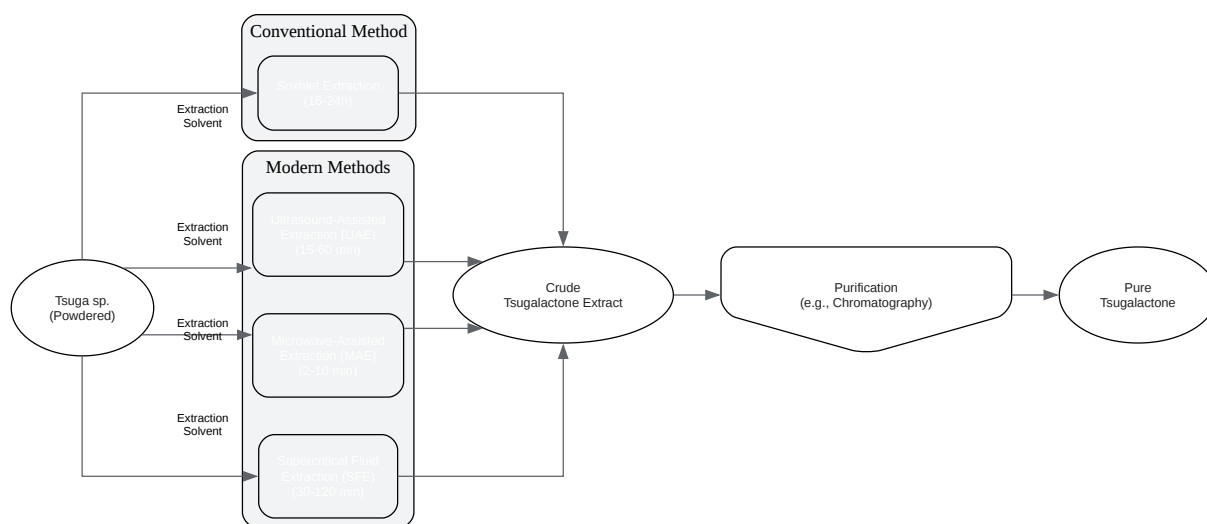 Conventional Method
Soxhlet Extraction
(16-24h)
Extraction
Solvent
Modern Methods
Ultrasound-Assisted
Extraction (UAE)
(15-60 min)
Extraction
Solvent
Tsuga sp.
(Powdered)
Extraction
Solvent
Microwave-Assisted
Extraction (MAE)
(2-10 min)
Extraction
Solvent
Supercritical Fluid
Extraction (SFE)
(30-120 min)
Crude
Tsugalactone Extract
Purification
(e.g., Chromatography)
Pure
Tsugalactone